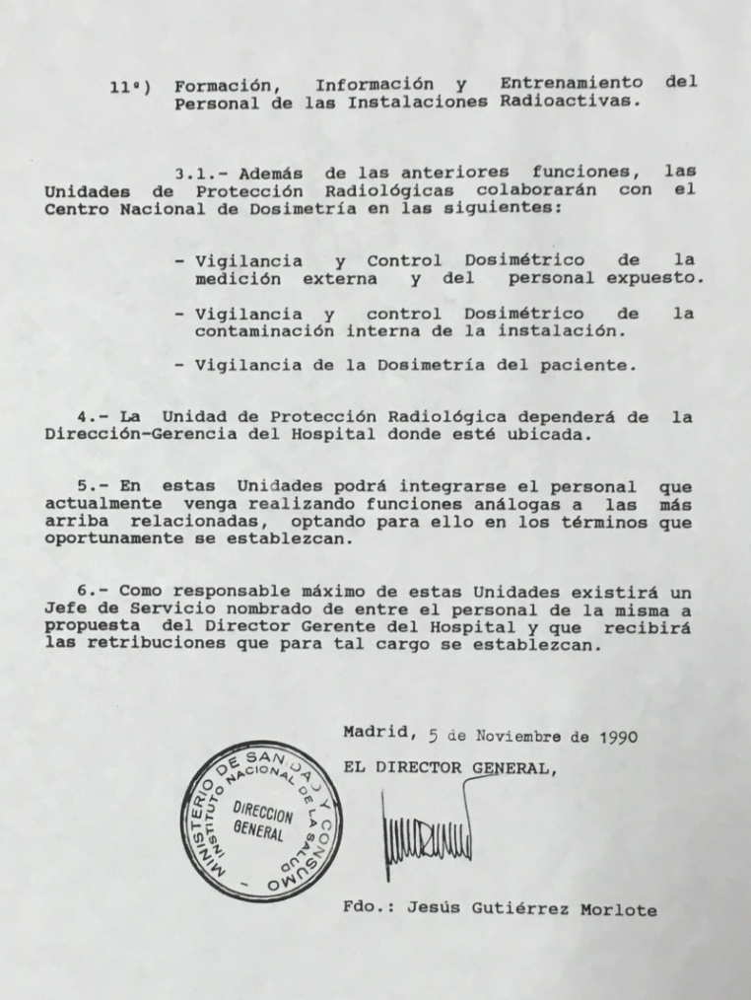 11ª) Formación, Información y Entrenamiento del
Personal de las Instalaciones Radioactivas.
3.1.- Además de las anteriores funciones, las
Unidades de Protección Radiológicas colaborarán con el
Centro Nacional de Dosimetría en las siguientes:
- Vigilancia y Control Dosimétrico de la
medición externa y del personal expuesto.
- Vigilancia y control Dosimétrico de la
contaminación interna de la instalación.
- Vigilancia de la Dosimetría del paciente.
4.- La Unidad de Protección Radiológica dependerá de la
Dirección-Gerencia del Hospital donde esté ubicada.
5.- En estas Unidades podrá integrarse el personal que
actualmente venga realizando funciones análogas a las más
arriba relacionadas, optando para ello en los términos que
oportunamente se establezcan.
6.- Como responsable máximo de estas Unidades existirá un
Jefe de Servicio nombrado de entre el personal de la misma a
propuesta del Director Gerente del Hospital y que recibirá
las retribuciones que para tal cargo se establezcan.
Madrid, 5 de Noviembre de 1990
EL DIRECTOR GENERAL,
MINISTERIO DE SANIDAD Y CONSUMO -
INSTITUTO NACIONAL DE LA SALUD
DIRECCION
GENERAL
Fdo.: Jesús Gutiérrez Morlote